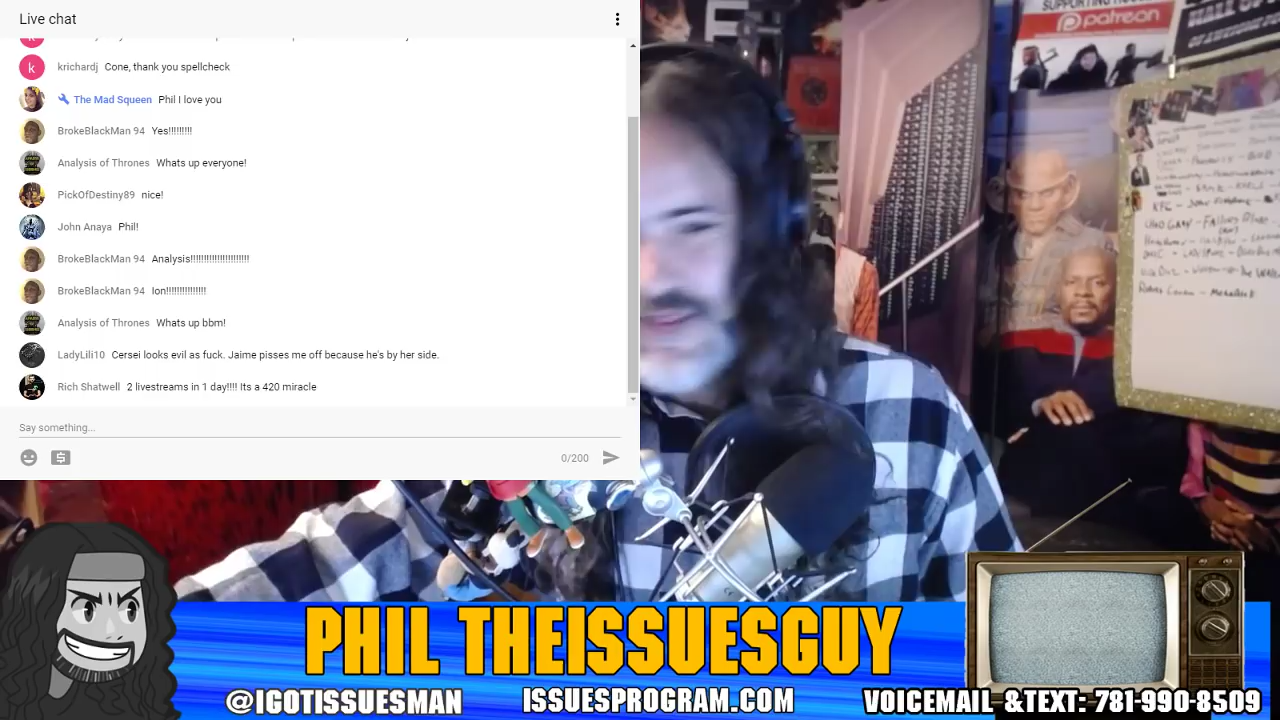 Live chat
krichardj Cone, thank you spellcheck
The Mad Squeen Phil I love you
BrokeBlackMan 94 Yes!!!!!!!!!
Analysis of Thrones Whats up everyone!
PickOfDestiny89 nice!
John Anaya Phil!
BrokeBlackMan 94 Analysis!!!!!!!!!!!!!!!!!!!!!!
BrokeBlackMan 94 Ion!!!!!!!!!!!!!!!
Analysis of Thrones Whats up bbm!
LadyLili10 Cersei looks evil as fuck. Jaime pisses me off because he's by her side.
Rich Shatwell 2 livestreams in 1 day!!!! Its a 420 miracle
Say something...
0/200
SUPPORTING
patreon
HALL OF
PHIL THEISSUESGUY
@IGOTISSUESMAN
ISSUESPROGRAM.COM
VOICEMAIL &TEXT: 781-990-8509